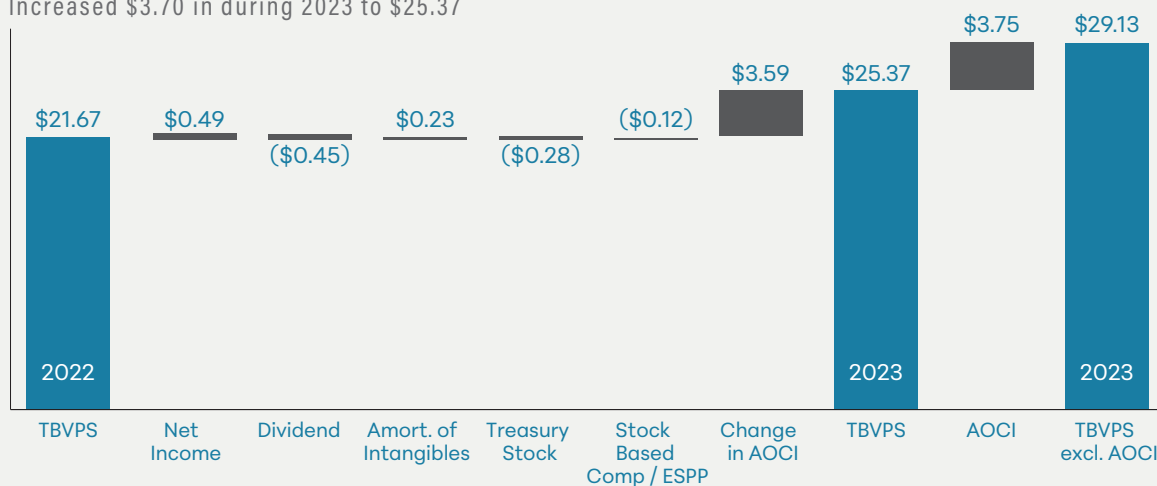 Increased $3.70 in during 2023 to $25.37
$21.67
$0.49
($0.45)
$0.23
($0.28)
($0.12)
$3.59
$25.37
$3.75
$29.13
2022
2023
2023
TBVPS
Net
Income
Dividend
Amort. of
Intangibles
Treasury
Stock
Stock
Based
Comp / ESPP
Change
in AOCI
TBVPS
AOCI
TBVPS
excl. AOCI